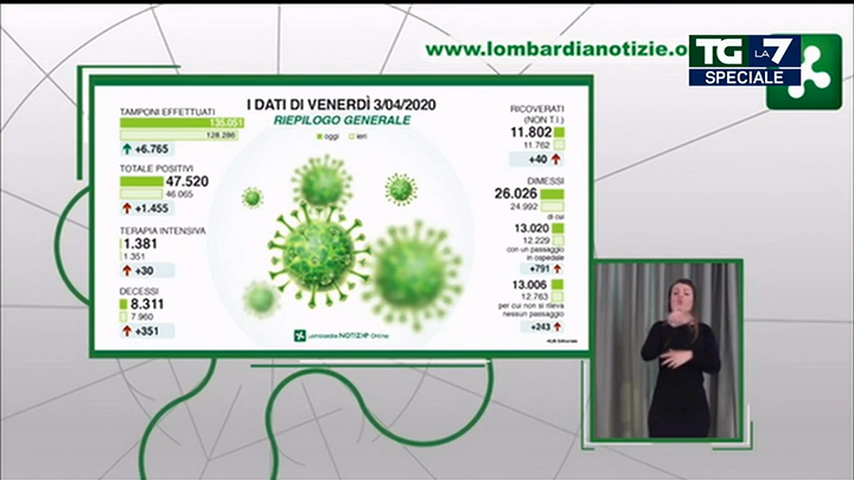 www.lombardianotizie.o
TG LA 7
SPECIALE
I DATI DI VENERDÌ 3/04/2020
RIEPILOGO GENERALE
oggi ieri
TAMPONI EFFETTUATI
135.051
128.286
+6.765
TOTALE POSITIVI
47.520
46.065
+1.455
TERAPIA INTENSIVA
1.381
1.351
+30
DECESSI
8.311
7.960
+351
RICOVERATI
(NON T.I.)
11.802
11.762
+40
DIMESSI
26.026
24.992
di cui
13.020
12.229
con un passaggio
in ospedale
+791
13.006
12.763
per cui non si rileva
nessun passaggio
+243
Lombardia NOTIZIE Online